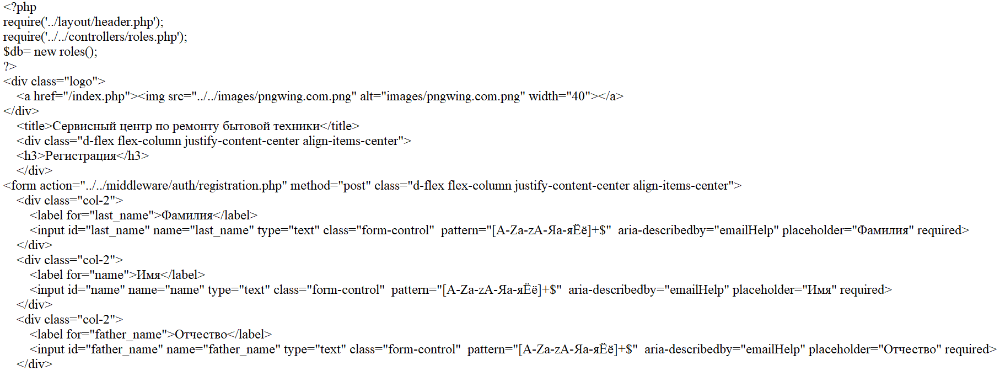 <?php
require('../layout/header.php');
require('../../controllers/roles.php');
$db= new roles();
?>
<div class="logo">
    <a href="/index.php"><img src="../../images/pngwing.com.png" alt="images/pngwing.com.png" width="40"></a>
</div>
    <title>Сервисный центр по ремонту бытовой техники</title>
    <div class="d-flex flex-column justify-content-center align-items-center">
    <h3>Регистрация</h3>
    </div>
<form action="../../middleware/auth/registration.php" method="post" class="d-flex flex-column justify-content-center align-items-center">
    <div class="col-2">
        <label for="last_name">Фамилия</label>
        <input id="last_name" name="last_name" type="text" class="form-control"  pattern="[A-Za-zА-Яа-яЁё]+$"  aria-describedby="emailHelp" placeholder="Фамилия" required>
    </div>
    <div class="col-2">
        <label for="name">Имя</label>
        <input id="name" name="name" type="text" class="form-control"  pattern="[A-Za-zА-Яа-яЁё]+$"  aria-describedby="emailHelp" placeholder="Имя" required>
    </div>
    <div class="col-2">
        <label for="father_name">Отчество</label>
        <input id="father_name" name="father_name" type="text" class="form-control"  pattern="[A-Za-zА-Яа-яЁё]+$"  aria-describedby="emailHelp" placeholder="Отчество" required>
    </div>